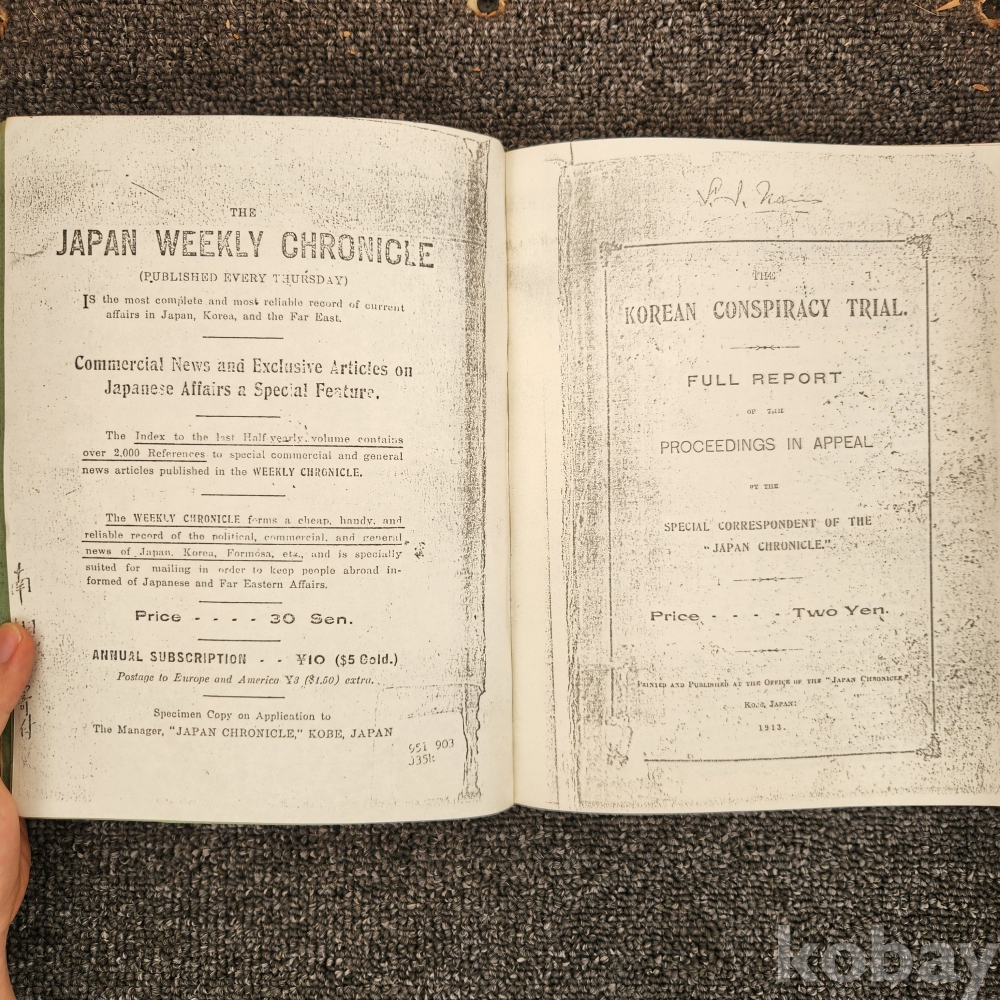 THE
JAPAN WEEKLY CHRONICLE
(PUBLISHED EVERY THURSDAY)
Is the most complete and most reliable record of current
affairs in Japan, Korea, and the Far East.
Commercial News and Exclusive Articles on
Japanese Affairs a Special Feature.
The Index to the last Half-yearly volume contains
over 2,000 References to special commercial and general
news articles published in the WEEKLY CHRONICLE.
The WEEKLY CHRONICLE forms a cheap, handy, and
reliable record of the political, commercial, and general
news of Japan, Korea, Formosa, etc., and is specially
suited for mailing in order to keep people abroad in-
formed of Japanese and Far Eastern Affairs.
Price - - - - 30 Sen.
ANNUAL SUBSCRIPTION - - ¥10 ($5 Gold.)
Postage to Europe and America ¥3 ($1.50) extra.
Specimen Copy on Application to
The Manager, "JAPAN CHRONICLE," KOBE, JAPAN
951 903
J351k
南
THE
KOREAN CONSPIRACY TRIAL.
FULL REPORT
OF THE
PROCEEDINGS IN APPEAL
BY THE
SPECIAL CORRESPONDENT OF THE
"JAPAN CHRONICLE."
Price - - - - Two Yen.
Printed and Published at the Office of the "Japan Chronicle,"
Kobe, Japan:
1913.
kobay